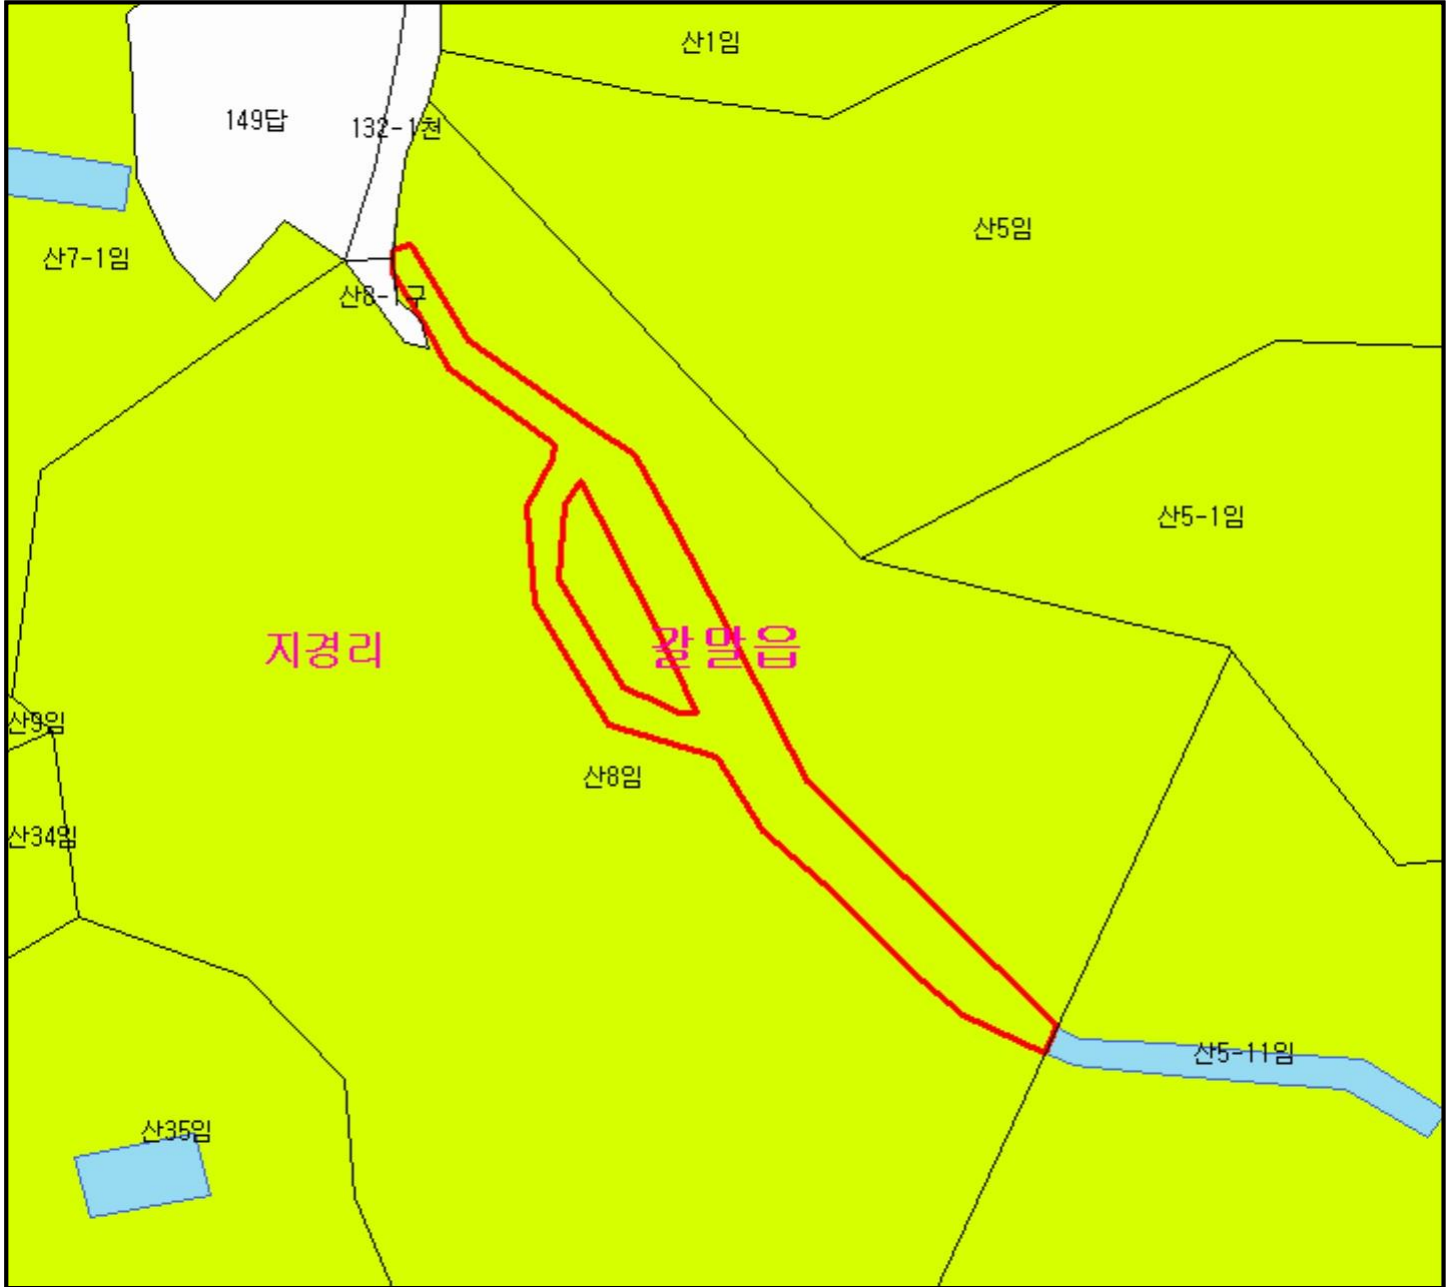 산1임
149답
132-1천
산5임
산7-1임
산8-1구
산5-1임
지경리
갈말읍
산9임
산8임
산34임
산5-11임
산35임